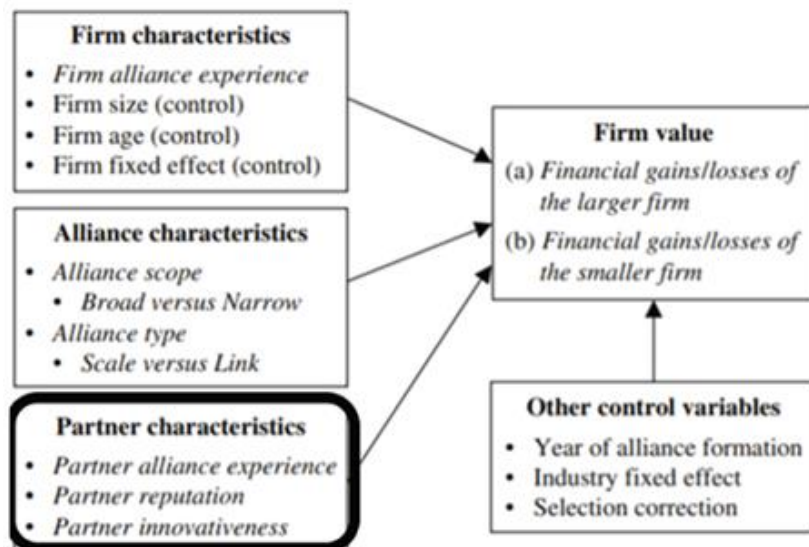 Firm characteristics
• Firm alliance experience
• Firm size (control)
• Firm age (control)
• Firm fixed effect (control)
Alliance characteristics
• Alliance scope
• Broad versus Narrow
• Alliance type
• Scale versus Link
Partner characteristics
• Partner alliance experience
• Partner reputation
• Partner innovativeness
Firm value
(a) Financial gains/losses of
the larger firm
(b) Financial gains/losses of
the smaller firm
Other control variables
• Year of alliance formation
• Industry fixed effect
• Selection correction